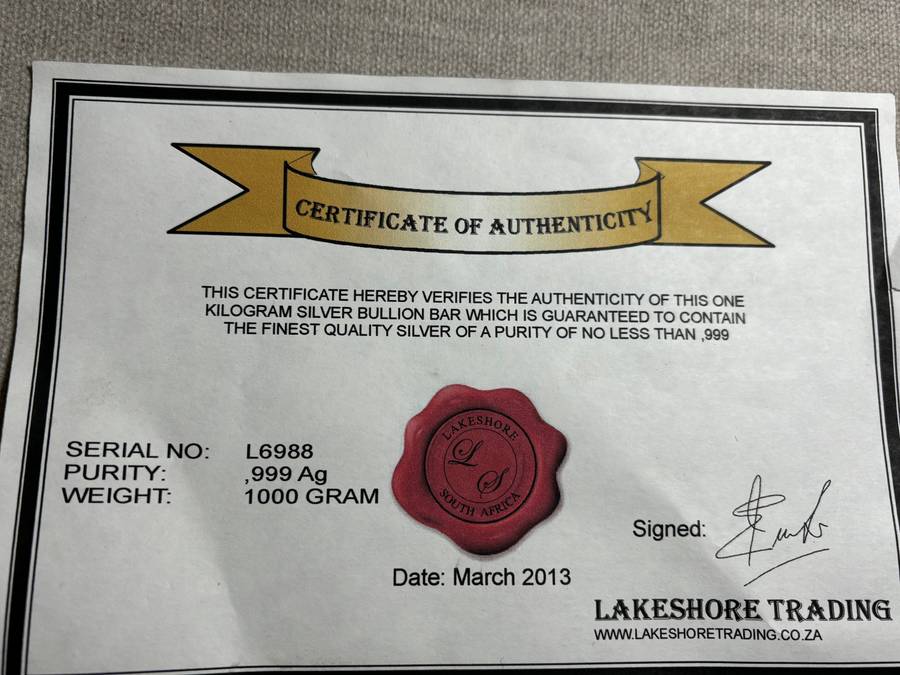 CERTIFICATE OF AUTHENTICITY
THIS CERTIFICATE HEREBY VERIFIES THE AUTHENTICITY OF THIS ONE
KILOGRAM SILVER BULLION BAR WHICH IS GUARANTEED TO CONTAIN
THE FINEST QUALITY SILVER OF A PURITY OF NO LESS THAN ,999
SERIAL NO: L6988
PURITY: ,999 Ag
WEIGHT: 1000 GRAM
LAKESHORE
L S
SOUTH AFRICA
Signed:
Date: March 2013
LAKESHORE TRADING
WWW.LAKESHORETRADING.CO.ZA